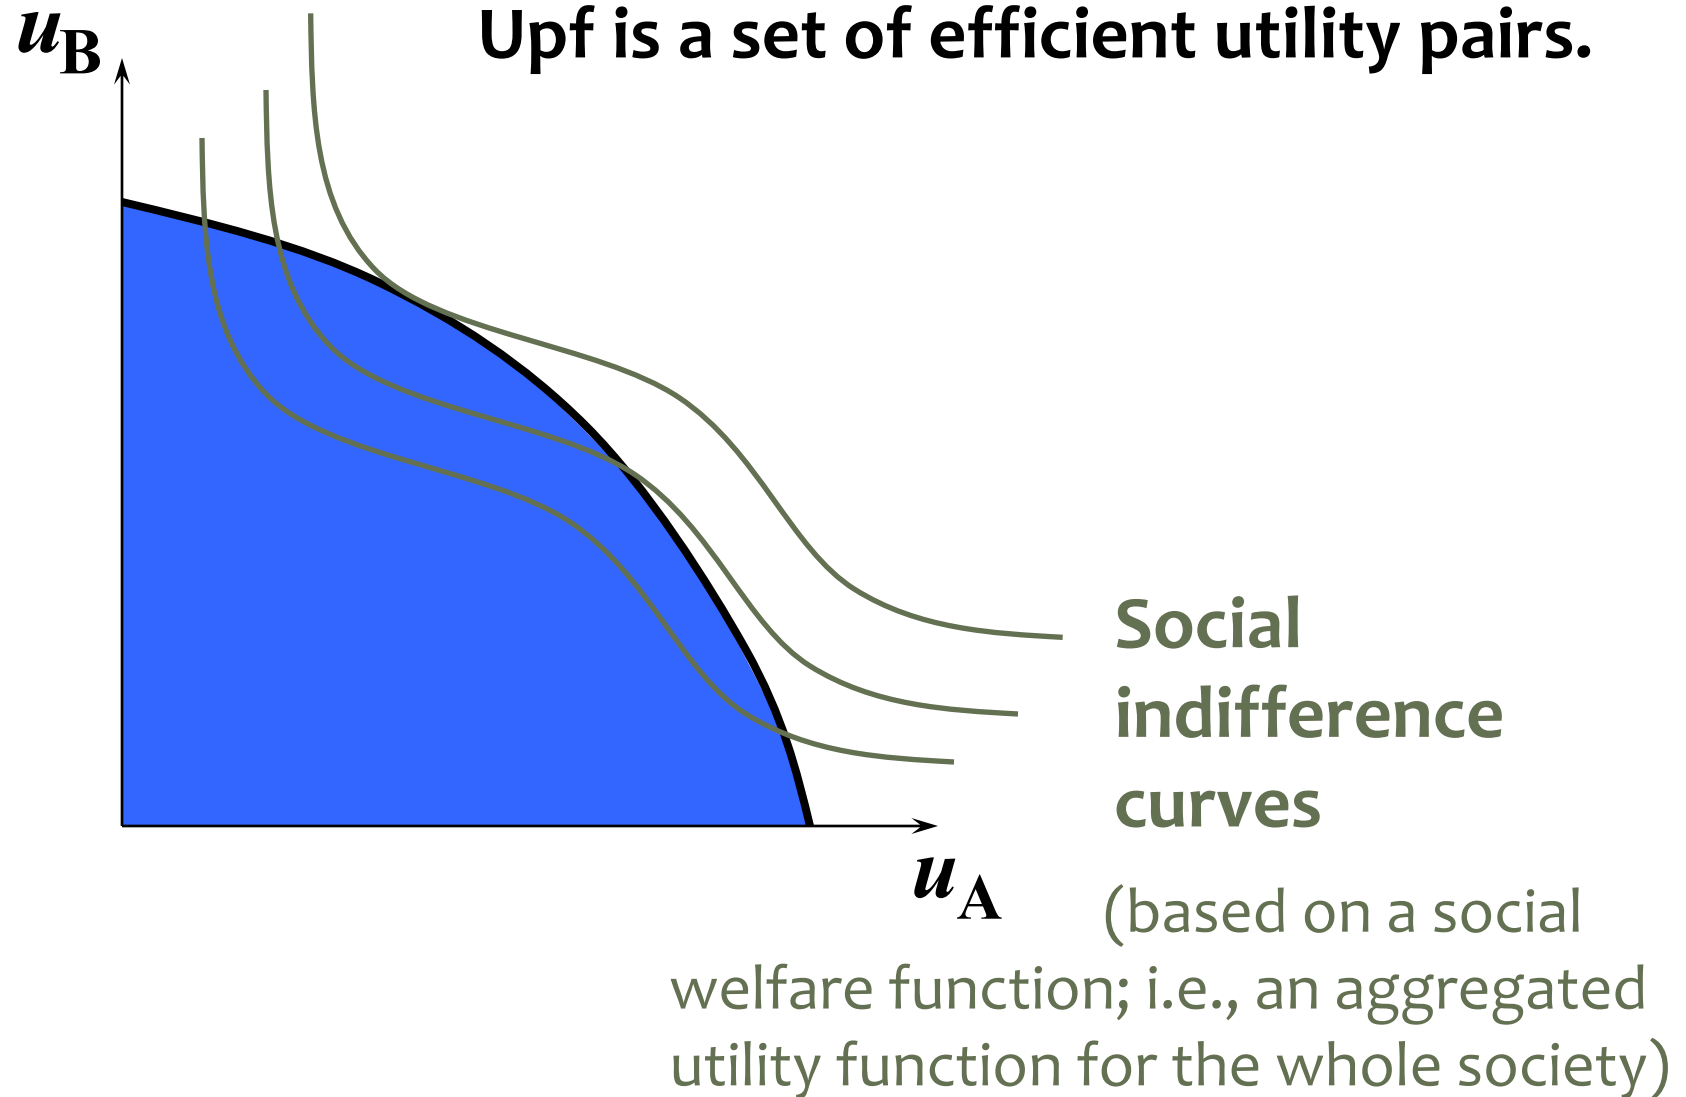 Upf is a set of efficient utility pairs.
uB
Social
indifference
curves
uA
(based on a social
welfare function; i.e., an aggregated
utility function for the whole society)